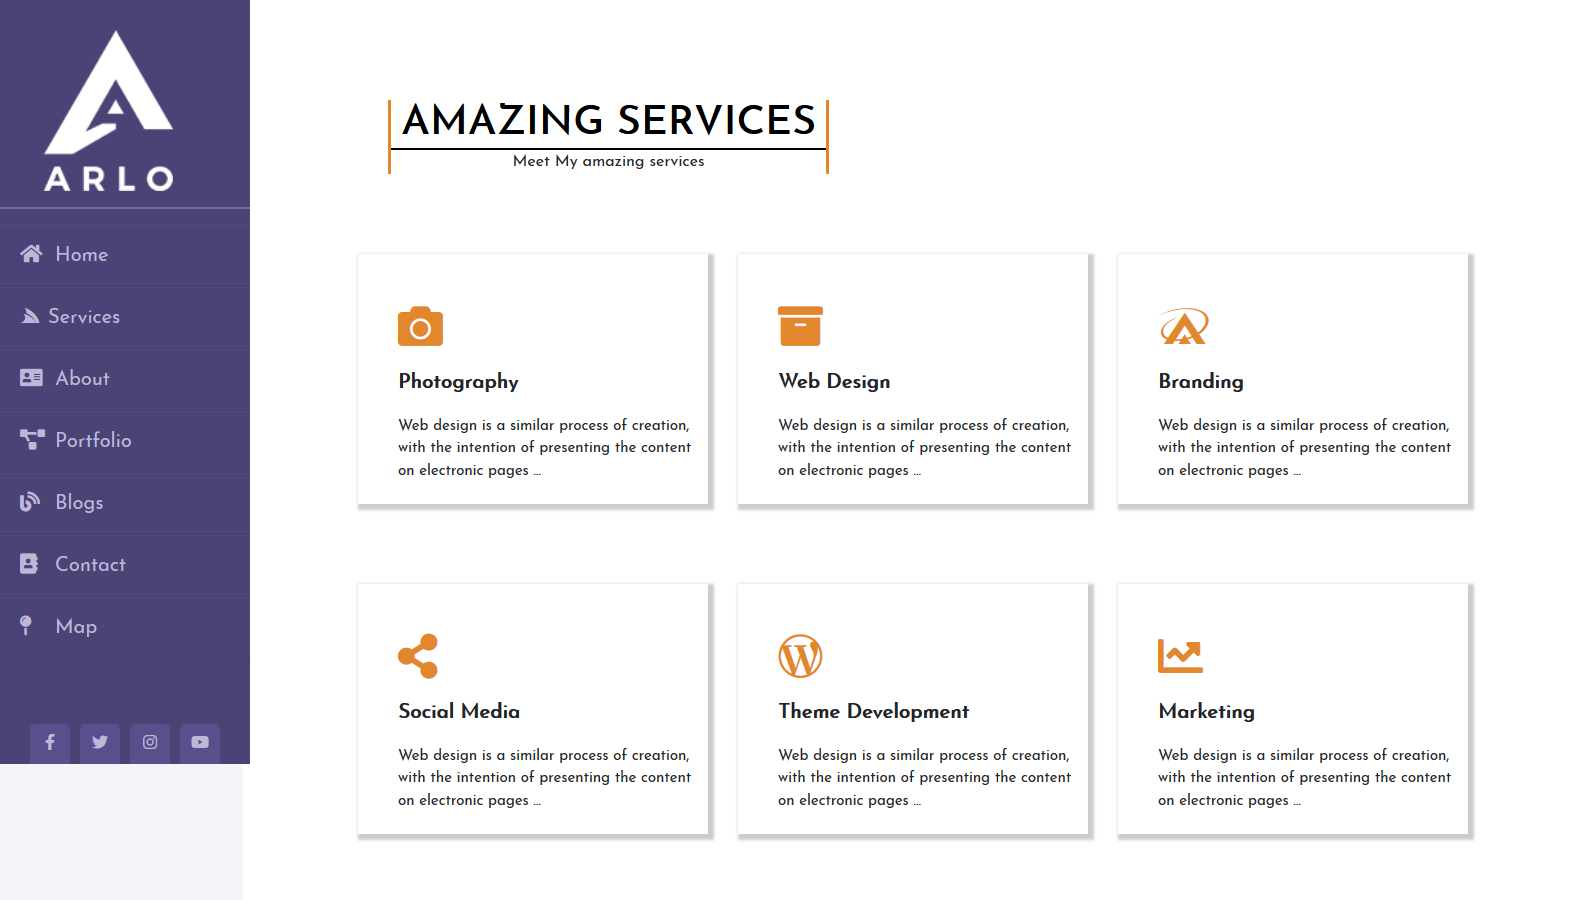 ARLO
Home
Services
About
Portfolio
Blogs
Contact
Map
AMAZING SERVICES
Meet My amazing services
Photography
Web design is a similar process of creation,
with the intention of presenting the content
on electronic pages ...
Web Design
Web design is a similar process of creation,
with the intention of presenting the content
on electronic pages ...
Branding
Web design is a similar process of creation,
with the intention of presenting the content
on electronic pages ...
Social Media
Web design is a similar process of creation,
with the intention of presenting the content
on electronic pages ...
Theme Development
Web design is a similar process of creation,
with the intention of presenting the content
on electronic pages ...
Marketing
Web design is a similar process of creation,
with the intention of presenting the content
on electronic pages ...